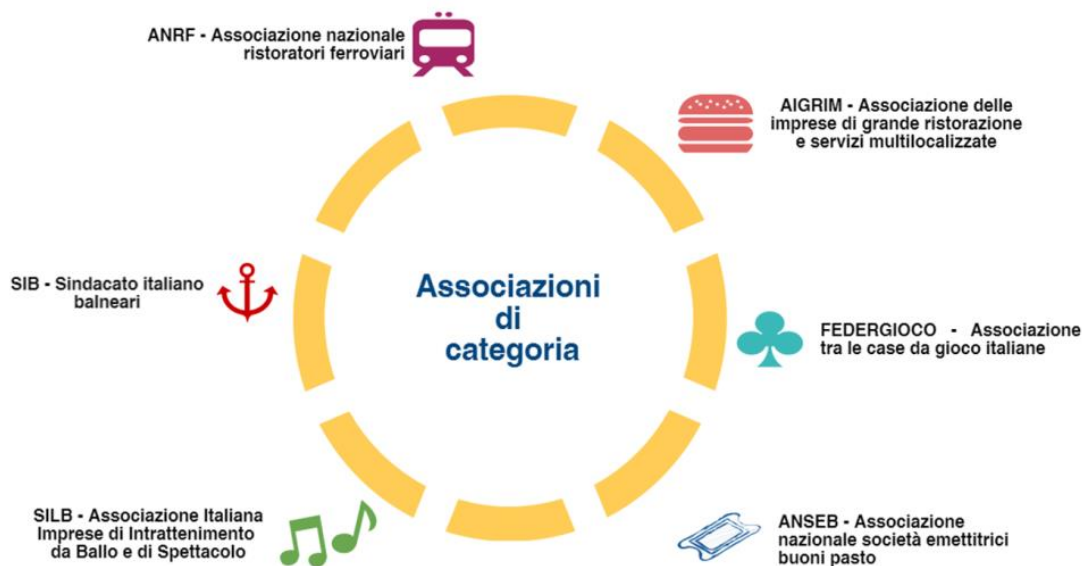 ANRF - Associazione nazionale
ristoratori ferroviari
AIGRIM - Associazione delle
imprese di grande ristorazione
e servizi multilocalizzate
SIB - Sindacato italiano
balneari
Associazioni
di
categoria
FEDERGIOCO - Associazione
tra le case da gioco italiane
SILB - Associazione Italiana
Imprese di Intrattenimento
da Ballo e di Spettacolo
ANSEB - Associazione
nazionale società emettitrici
buoni pasto